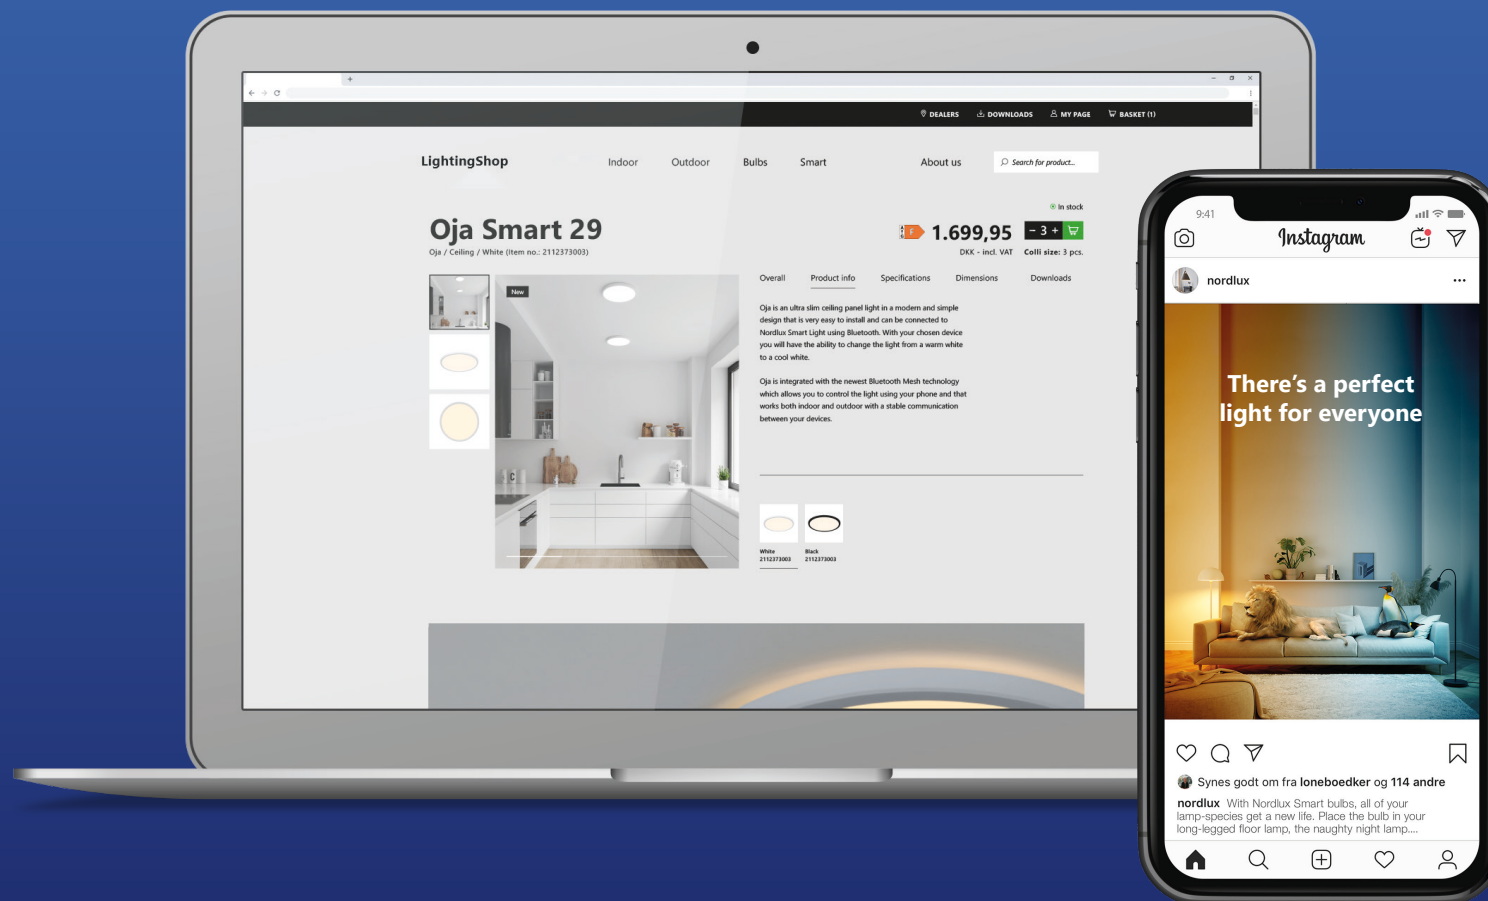 DEALERS DOWNLOADS MY PAGE BASKET (1)
LightingShop Indoor Outdoor Bulbs Smart About us Search for product...
In stock
Oja Smart 29
1.699,95 - 3 +
Oja / Ceiling / White (Item no.: 2112373003)
DKK - incl. VAT Colli size: 3 pcs.
New
Overall Product info Specifications Dimensions Downloads
Oja is an ultra slim ceiling panel light in a modern and simple
design that is very easy to install and can be connected to
Nordlux Smart Light using Bluetooth. With your chosen device
you will have the ability to change the light from a warm white
to a cool white.
Oja is integrated with the newest Bluetooth Mesh technology
which allows you to control the light using your phone and that
works both indoor and outdoor with a stable communication
between your devices.
White
2112373003
Black
2112373003
9:41
Instagram
nordlux
There's a perfect
light for everyone
Synes godt om fra loneboedker og 114 andre
nordlux With Nordlux Smart bulbs, all of your
lamp-species get a new life. Place the bulb in your
long-legged floor lamp, the naughty night lamp....